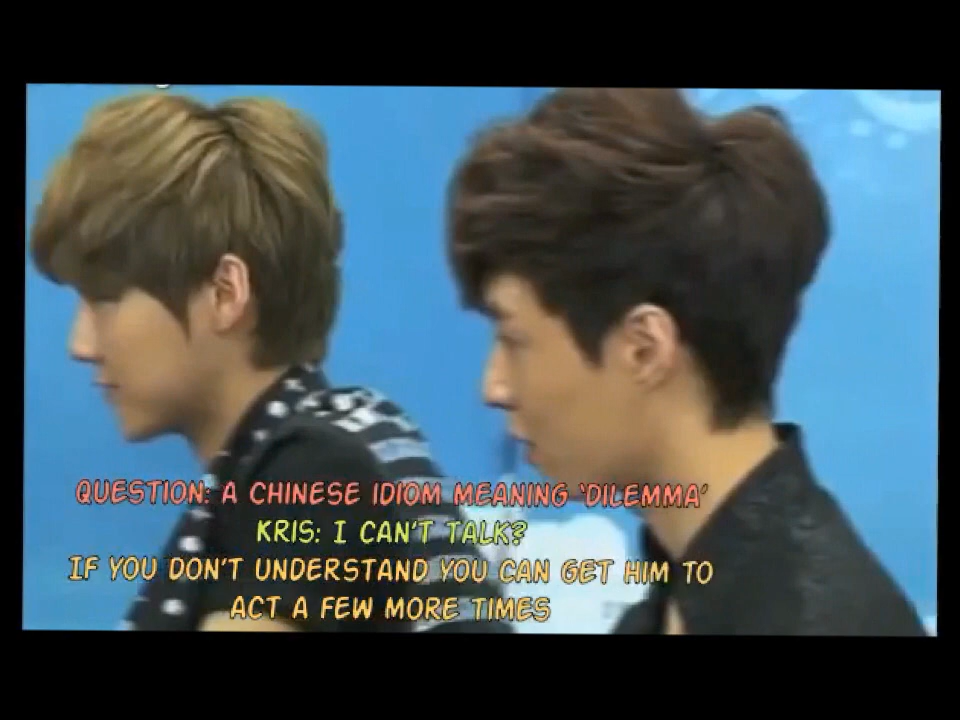 QUESTION: A CHINESE IDIOM MEANING 'DILEMMA'
KRIS: I CAN'T TALK?
IF YOU DON'T UNDERSTAND YOU CAN GET HIM TO
ACT A FEW MORE TIMES